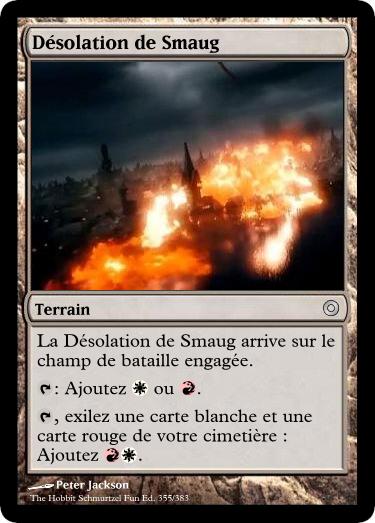 Désolation de Smaug
Terrain
La Désolation de Smaug arrive sur le
champ de bataille engagée.
: Ajoutez ou .
, exilez une carte blanche et une
carte rouge de votre cimetière :
Ajoutez .
Peter Jackson
The Hobbit Schmurtzel Fun Ed. 355/383